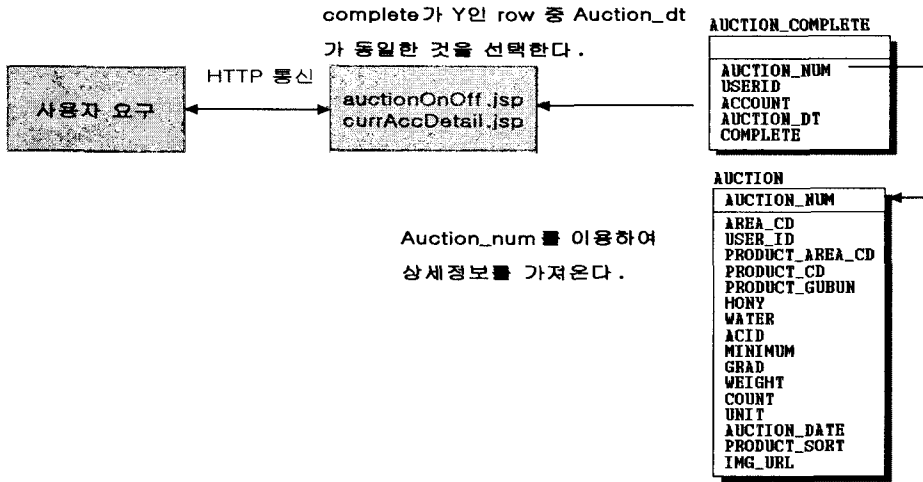 complete가 Y인 row 중 Auction_dt
가 동일한 것을 선택한다.
사용자 요구
HTTP 통신
auctionOnOff.jsp
currAccDetail.jsp
AUCTION_COMPLETE
AUCTION_NUM
USERID
ACCOUNT
AUCTION_DT
COMPLETE
Auction_num를 이용하여
상세정보를 가져온다.
AUCTION
AUCTION_NUM
AREA_CD
USER_ID
PRODUCT_AREA_CD
PRODUCT_CD
PRODUCT_GUBUN
HONY
WATER
ACID
MINIMUM
GRAD
WEIGHT
COUNT
UNIT
AUCTION_DATE
PRODUCT_SORT
IMG_URL